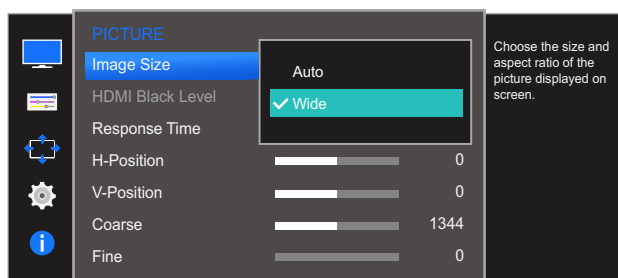 PICTURE
Image Size
Auto
Wide
HDMI Black Level
Response Time
H-Position 0
V-Position 0
Coarse 1344
Fine 0
Choose the size and
aspect ratio of the
picture displayed on
screen.